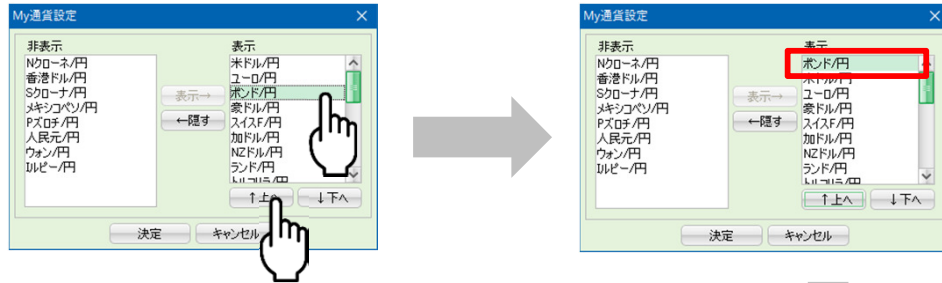 My通貨設定
非表示
Nクローネ/円
香港ドル/円
Sクローナ/円
メキシコペソ/円
Pズロチ/円
人民元/円
ウォン/円
Iルピー/円
表示→
←隠す
表示
米ドル/円
ユーロ/円
ポンド/円
豪ドル/円
スイスF/円
加ドル/円
NZドル/円
ランド/円
↑上へ
↓下へ
決定
キャンセル
My通貨設定
非表示
Nクローネ/円
香港ドル/円
Sクローナ/円
メキシコペソ/円
Pズロチ/円
人民元/円
ウォン/円
Iルピー/円
表示→
←隠す
表示
ポンド/円
米ドル/円
ユーロ/円
豪ドル/円
スイスF/円
加ドル/円
NZドル/円
ランド/円
↑上へ
↓下へ
決定
キャンセル